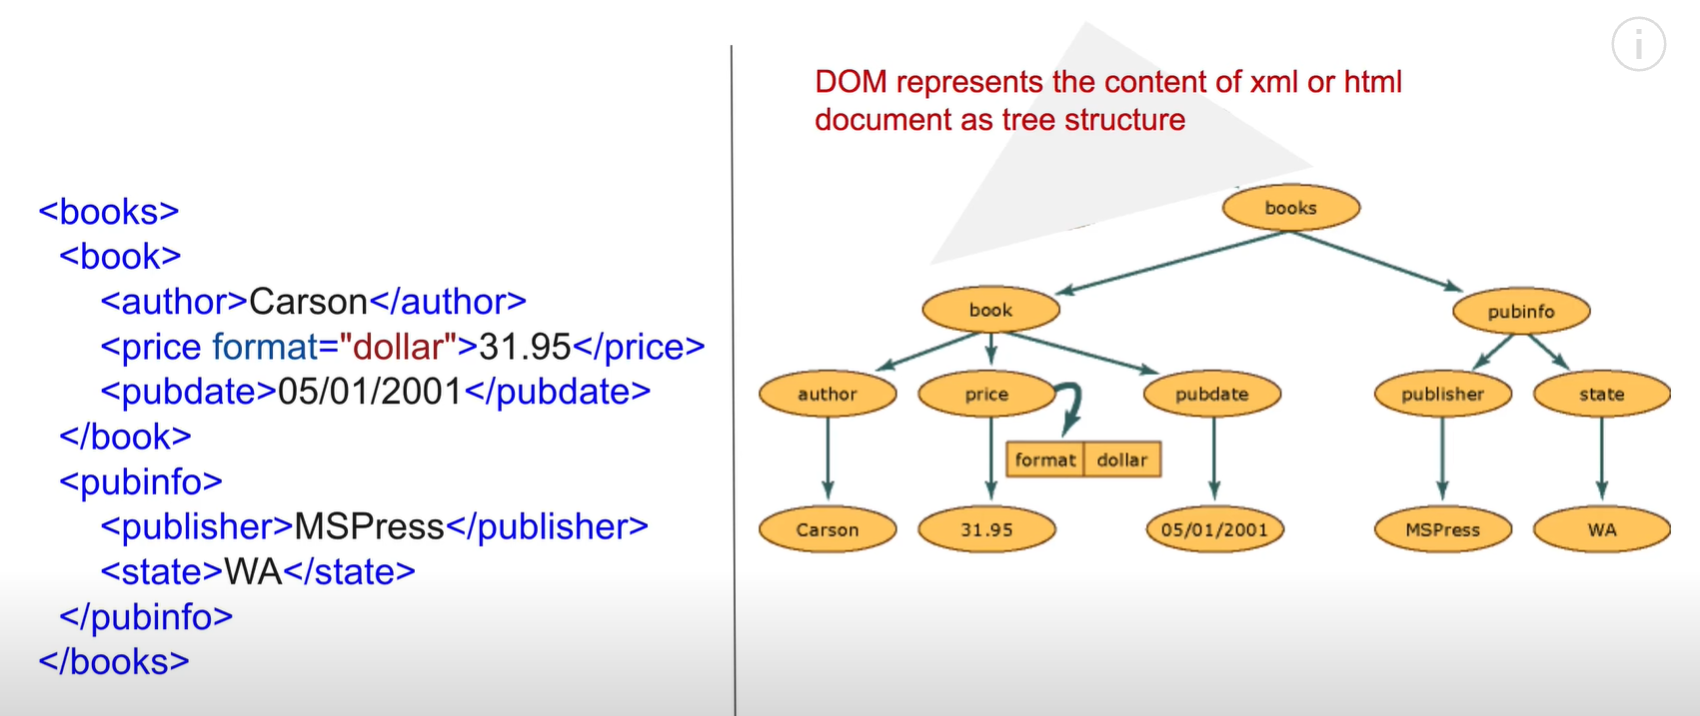 DOM represents the content of xml or html
document as tree structure
<books>
<book>
<author>Carson</author>
<price format="dollar">31.95</price>
<pubdate>05/01/2001</pubdate>
</book>
<pubinfo>
<publisher>MSPress</publisher>
<state>WA</state>
</pubinfo>
</books>
books
book
pubinfo
author
price
pubdate
publisher
state
format dollar
Carson
31.95
05/01/2001
MSPress
WA
i